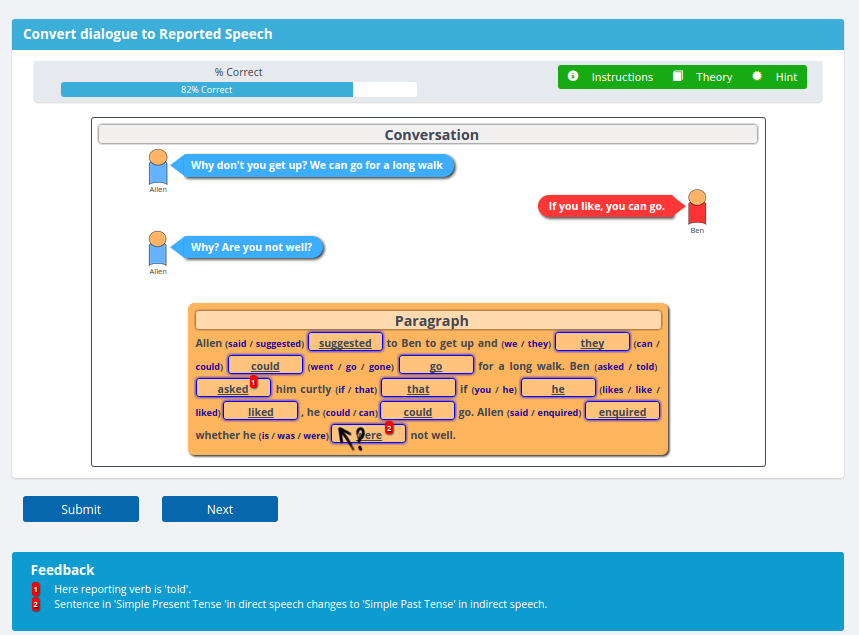 Convert dialogue to Reported Speech
% Correct
82% Correct
Instructions Theory Hint
Conversation
Why don't you get up? We can go for a long walk
Allen
If you like, you can go.
Ben
Why? Are you not well?
Allen
Paragraph
Allen (said / suggested) suggested to Ben to get up and (we / they) they (can /
could) could (went / go / gone) go for a long walk. Ben (asked / told)
asked 1 him curtly (if / that) that if (you / he) he (likes / like /
liked) liked , he (could / can) could go. Allen (said / enquired) enquired
whether he (is / was / were) were 2 not well.
Submit Next
Feedback
1 Here reporting verb is 'told'.
2 Sentence in 'Simple Present Tense 'in direct speech changes to 'Simple Past Tense' in indirect speech.